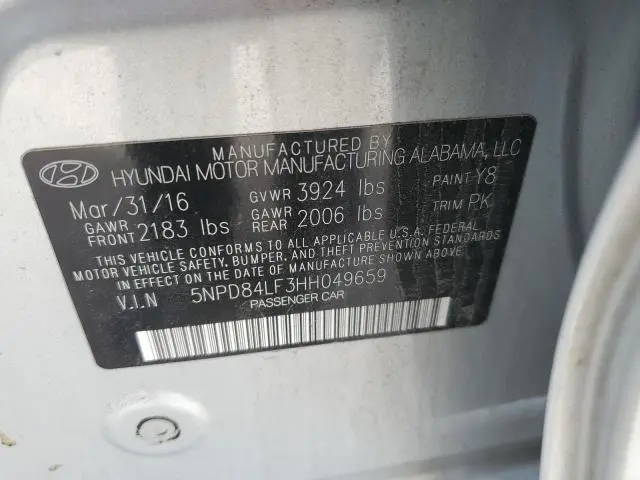 MANUFACTURED BY
HYUNDAI MOTOR MANUFACTURING ALABAMA, LLC
Mar/31/16 GVWR 3924 lbs PAINT Y8
GAWR FRONT 2183 lbs GAWR REAR 2006 lbs TRIM PK
THIS VEHICLE CONFORMS TO ALL APPLICABLE U.S.A. FEDERAL
MOTOR VEHICLE SAFETY, BUMPER, AND THEFT PREVENTION STANDARDS
IN EFFECT ON THE DATE OF MANUFACTURE SHOWN ABOVE.
V.I.N 5NPD84LF3HH049659
PASSENGER CAR